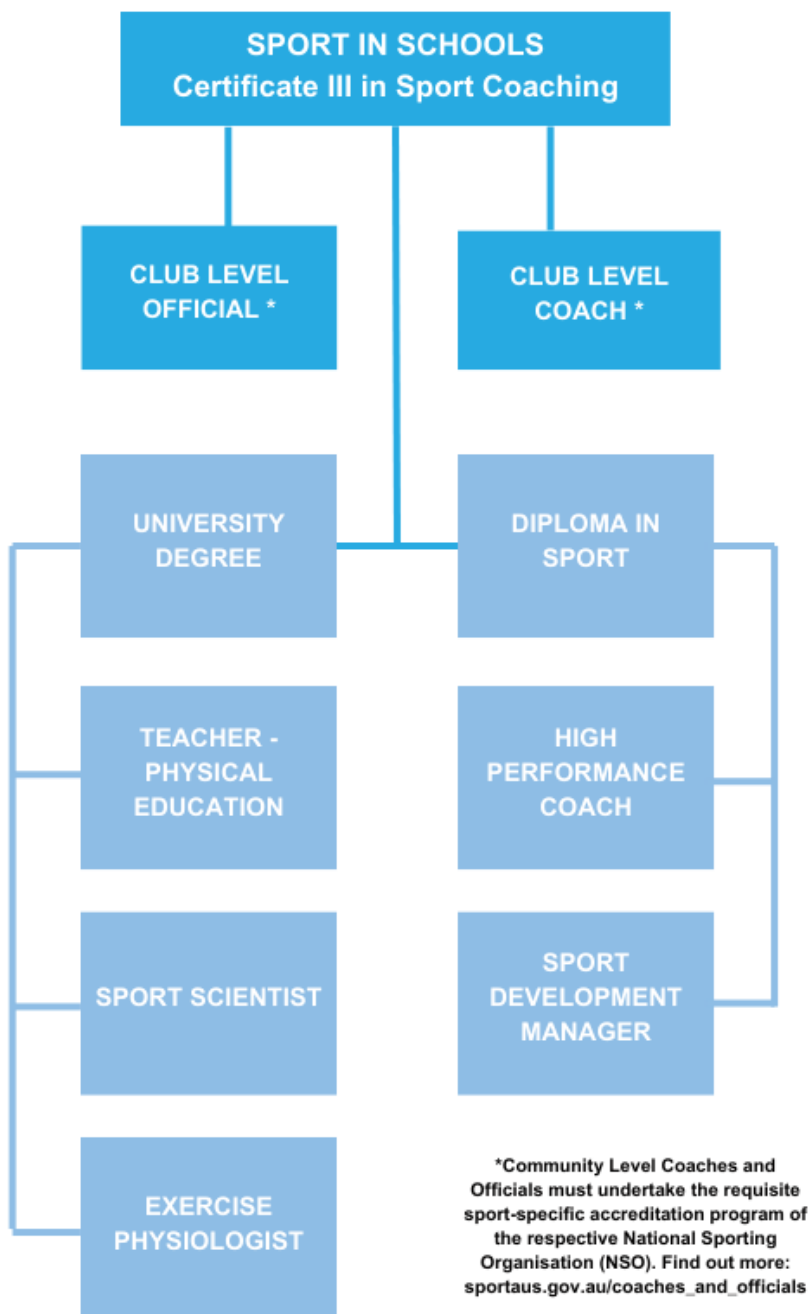 SPORT IN SCHOOLS
Certificate III in Sport Coaching
CLUB LEVEL
OFFICIAL *
CLUB LEVEL
COACH *
UNIVERSITY
DEGREE
DIPLOMA IN
SPORT
TEACHER -
PHYSICAL
EDUCATION
HIGH
PERFORMANCE
COACH
SPORT SCIENTIST
SPORT
DEVELOPMENT
MANAGER
EXERCISE
PHYSIOLOGIST
*Community Level Coaches and
Officials must undertake the requisite
sport-specific accreditation program of
the respective National Sporting
Organisation (NSO). Find out more:
sportaus.gov.au/coaches_and_officials